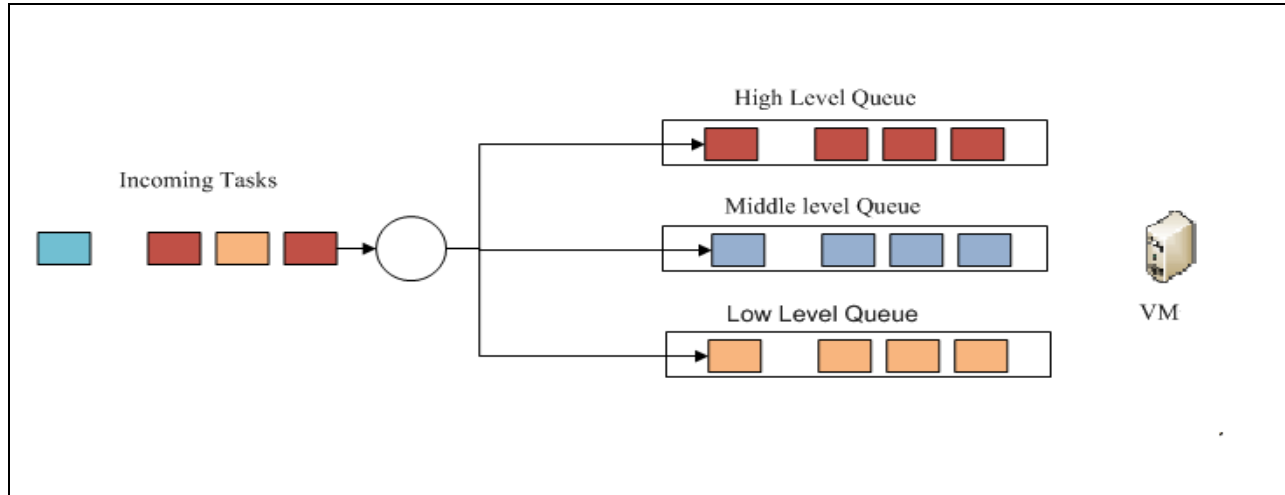 High Level Queue
Incoming Tasks
Middle level Queue
Low Level Queue
VM